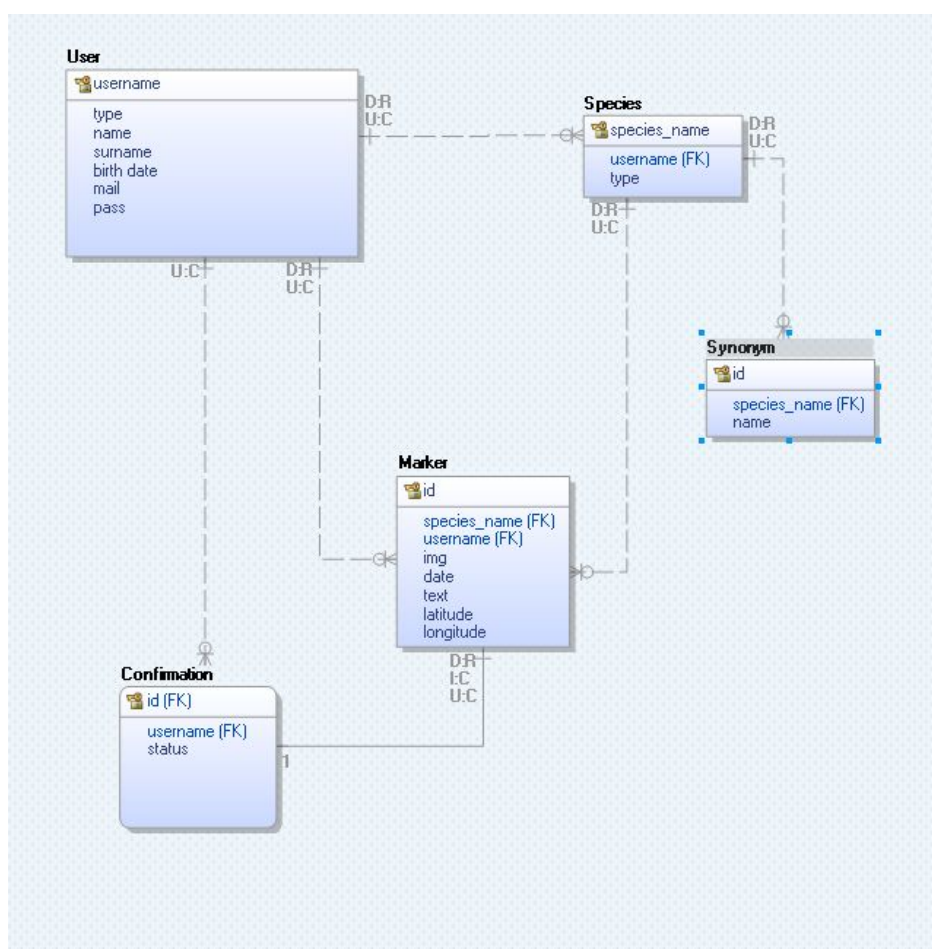 User
username
type
name
surname
birth date
mail
pass
D:R
U:C
Species
species_name
username (FK)
type
D:R
U:C
D:R
U:C
U:C
D:R
U:C
Synonym
id
species_name (FK)
name
Marker
id
species_name (FK)
username (FK)
img
date
text
latitude
longitude
D:R
I:C
U:C
Confirmation
id (FK)
username (FK)
status
1